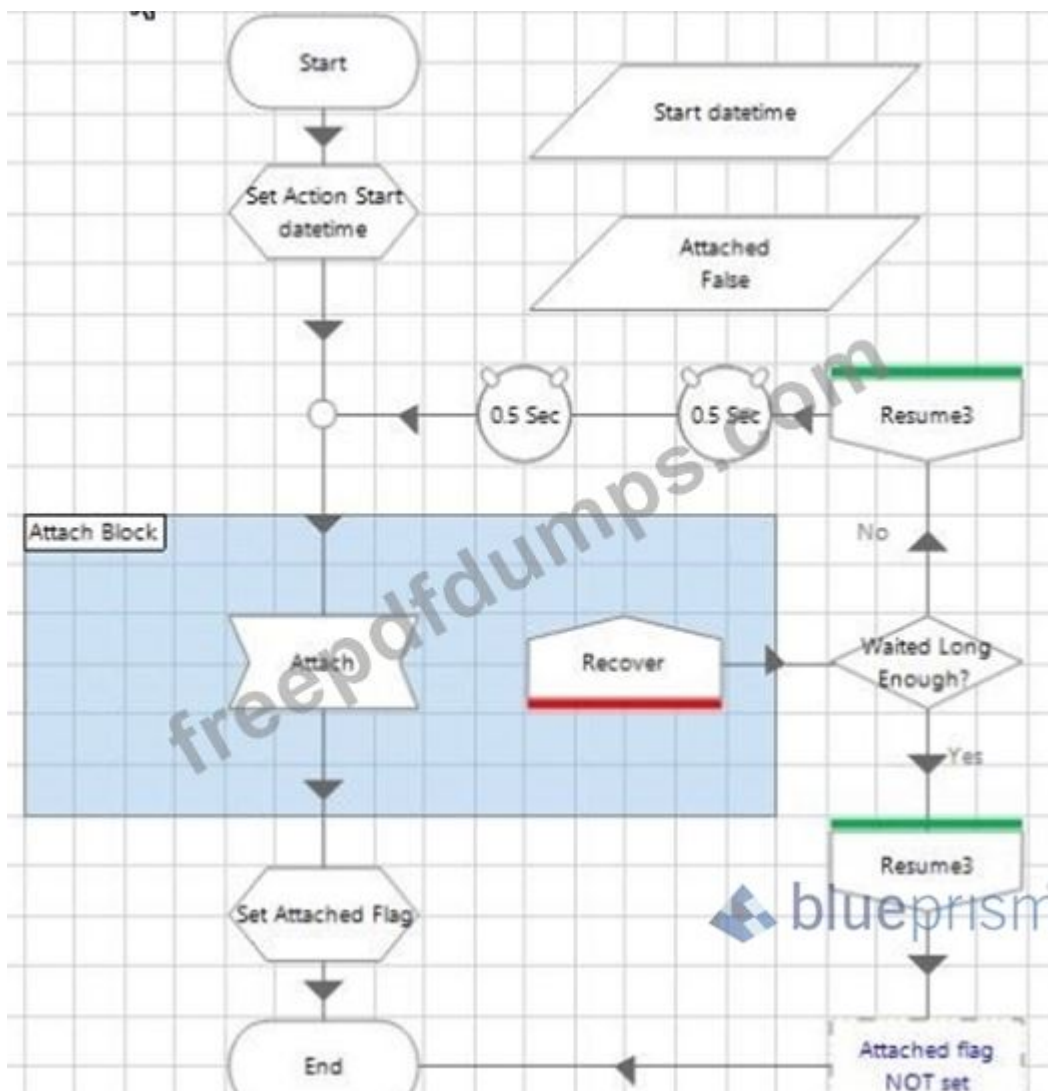 Start
Start datetime
Set Action Start
datetime
Attached
False
0.5 Sec
0.5 Sec
Resume3
Attach Block
No
Attach
Recover
Waited Long
Enough?
Yes
Resume3
Set Attached Flag
blueprism
End
Attached flag
NOT set
freepdfdumps.com